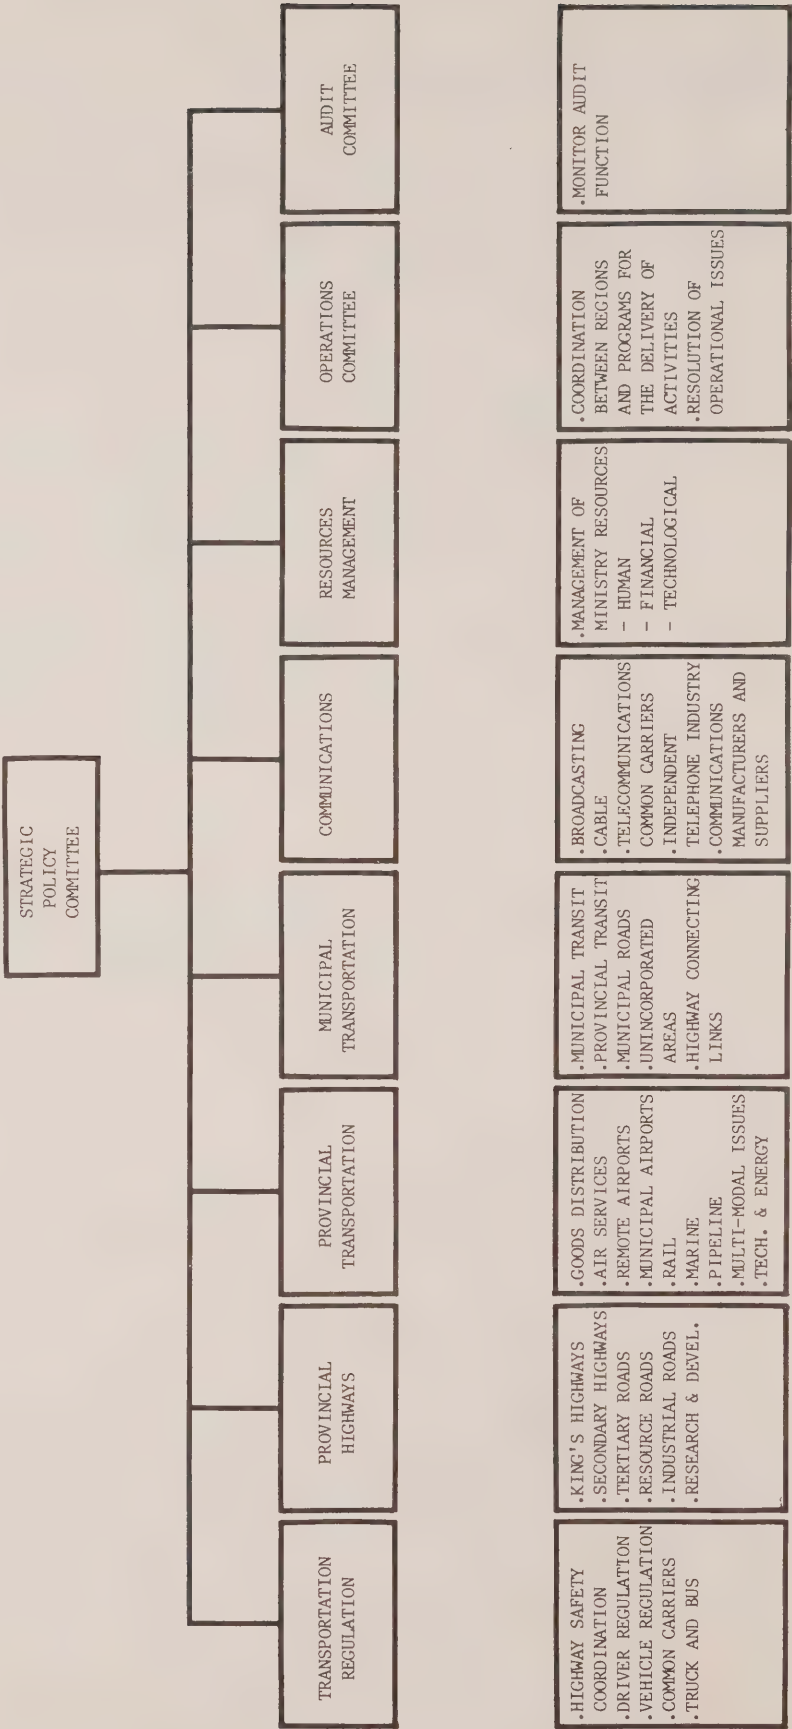 STRATEGIC
POLICY
COMMITTEE
TRANSPORTATION
REGULATION
PROVINCIAL
HIGHWAYS
PROVINCIAL
TRANSPORTATION
MUNICIPAL
TRANSPORTATION
COMMUNICATIONS
RESOURCES
MANAGEMENT
OPERATIONS
COMMITTEE
AUDIT
COMMITTEE
.HIGHWAY SAFETY
COORDINATION
.DRIVER REGULATION
.VEHICLE REGULATION
.COMMON CARRIERS
.TRUCK AND BUS
.KING'S HIGHWAYS
.SECONDARY HIGHWAYS
.TERTIARY ROADS
.RESOURCE ROADS
.INDUSTRIAL ROADS
.RESEARCH & DEVEL.
.GOODS DISTRIBUTION
.AIR SERVICES
.REMOTE AIRPORTS
.MUNICIPAL AIRPORTS
.RAIL
.MARINE
.PIPELINE
.MULTI-MODAL ISSUES
.TECH. & ENERGY
.MUNICIPAL TRANSIT
.PROVINCIAL TRANSIT
.MUNICIPAL ROADS
.UNINCORPORATED
AREAS
.HIGHWAY CONNECTING
LINKS
.BROADCASTING
.CABLE
.TELECOMMUNICATIONS
COMMON CARRIERS
.INDEPENDENT
TELEPHONE INDUSTRY
.COMMUNICATIONS
MANUFACTURERS AND
SUPPLIERS
.MANAGEMENT OF
MINISTRY RESOURCES
- HUMAN
- FINANCIAL
- TECHNOLOGICAL
.COORDINATION
BETWEEN REGIONS
AND PROGRAMS FOR
THE DELIVERY OF
ACTIVITIES
.RESOLUTION OF
OPERATIONAL ISSUES
.MONITOR AUDIT
FUNCTION